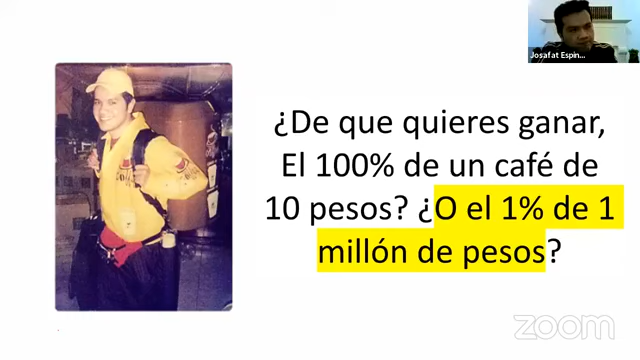 Josafat Espin...
¿De que quieres ganar,
El 100% de un café de
10 pesos? ¿O el 1% de 1
millón de pesos?
zoom